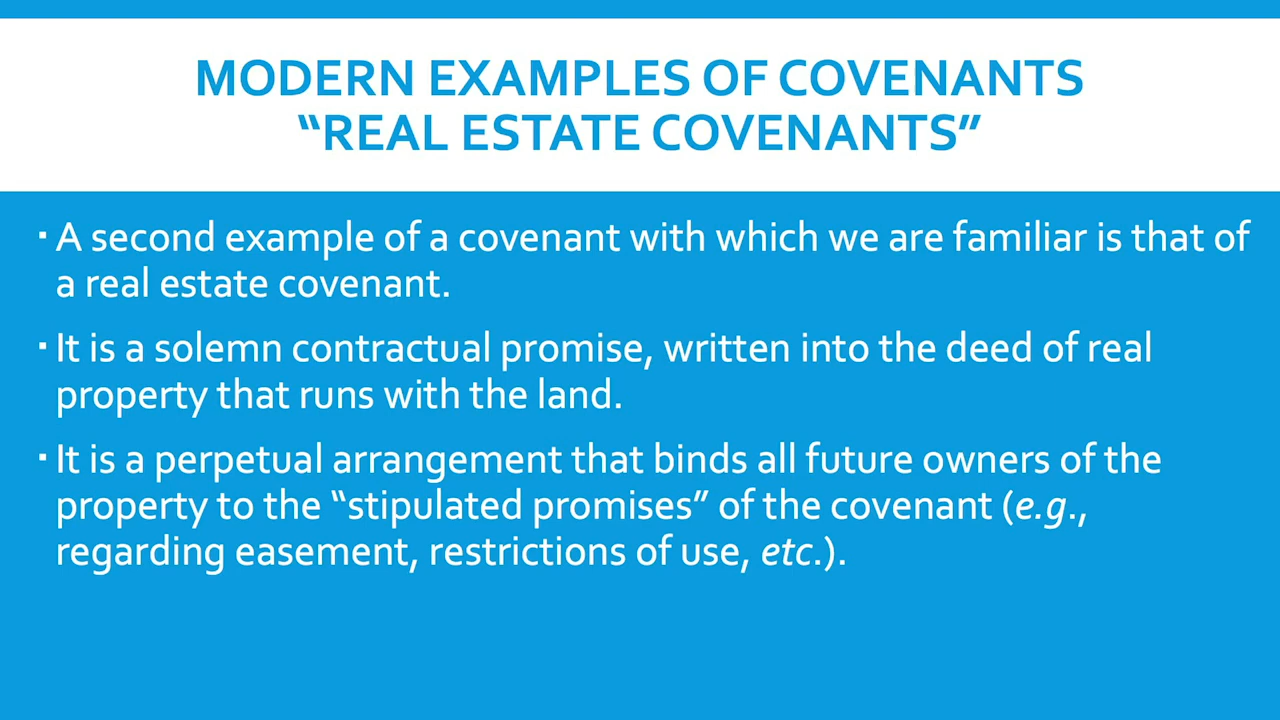 MODERN EXAMPLES OF COVENANTS
“REAL ESTATE COVENANTS”
▪ A second example of a covenant with which we are familiar is that of
a real estate covenant.
▪ It is a solemn contractual promise, written into the deed of real
property that runs with the land.
▪ It is a perpetual arrangement that binds all future owners of the
property to the “stipulated promises” of the covenant (e.g.,
regarding easement, restrictions of use, etc.).